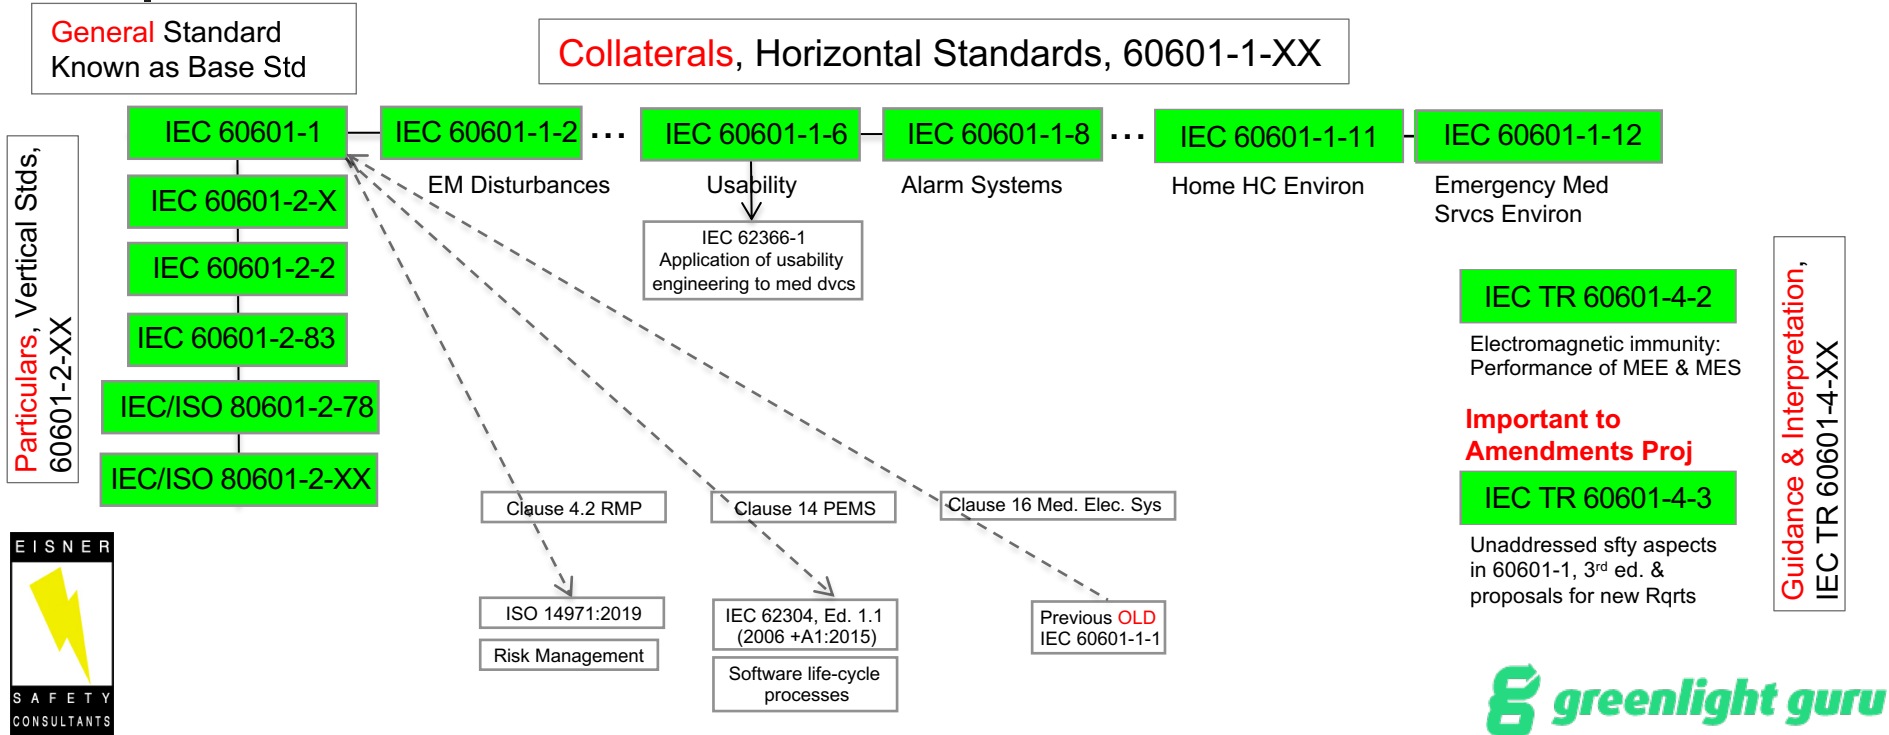 General Standard
Known as Base Std
Collaterals, Horizontal Standards, 60601-1-XX
Particulars, Vertical Stds,
60601-2-XX
IEC 60601-1
IEC 60601-1-2
...
IEC 60601-1-6
IEC 60601-1-8
...
IEC 60601-1-11
IEC 60601-1-12
EM Disturbances
Usability
Alarm Systems
Home HC Environ
Emergency Med
Srvcs Environ
IEC 60601-2-X
IEC 60601-2-2
IEC 60601-2-83
IEC/ISO 80601-2-78
IEC/ISO 80601-2-XX
IEC 62366-1
Application of usability
engineering to med dvcs
Clause 4.2 RMP
Clause 14 PEMS
Clause 16 Med. Elec. Sys
ISO 14971:2019
Risk Management
IEC 62304, Ed. 1.1
(2006 +A1:2015)
Software life-cycle
processes
Previous OLD
IEC 60601-1-1
IEC TR 60601-4-2
Electromagnetic immunity:
Performance of MEE & MES
Important to
Amendments Proj
IEC TR 60601-4-3
Unaddressed sfty aspects
in 60601-1, 3rd ed. &
proposals for new Rqrts
Guidance & Interpretation,
IEC TR 60601-4-XX
EISNER
SAFETY
CONSULTANTS
greenlight guru